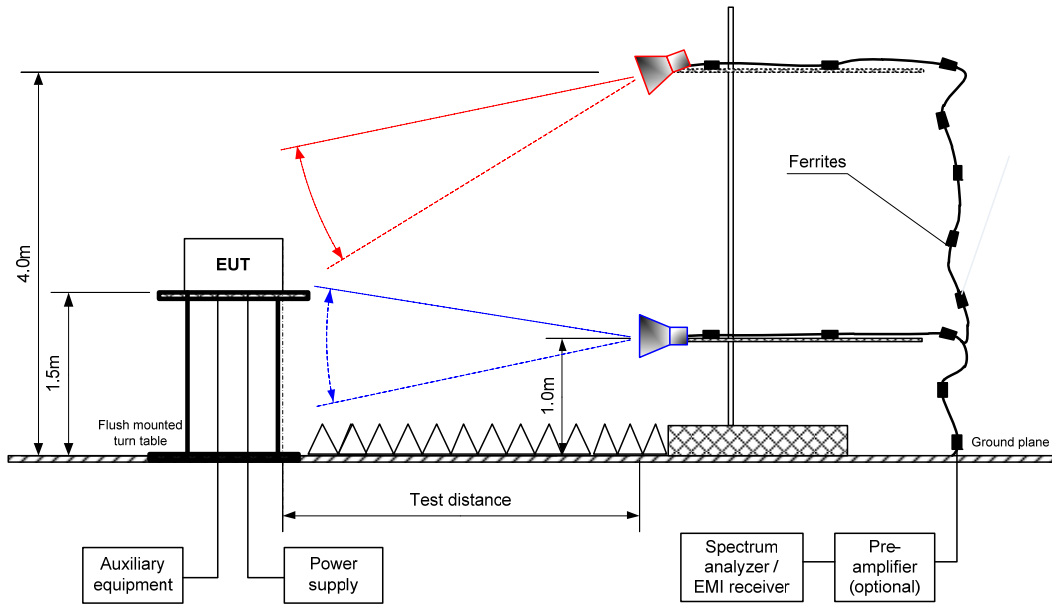 4.0m
Ferrites
EUT
1.5m
1.0m
Flush mounted
turn table
Ground plane
Test distance
Auxiliary
equipment
Power
supply
Spectrum
analyzer /
EMI receiver
Pre-
amplifier
(optional)